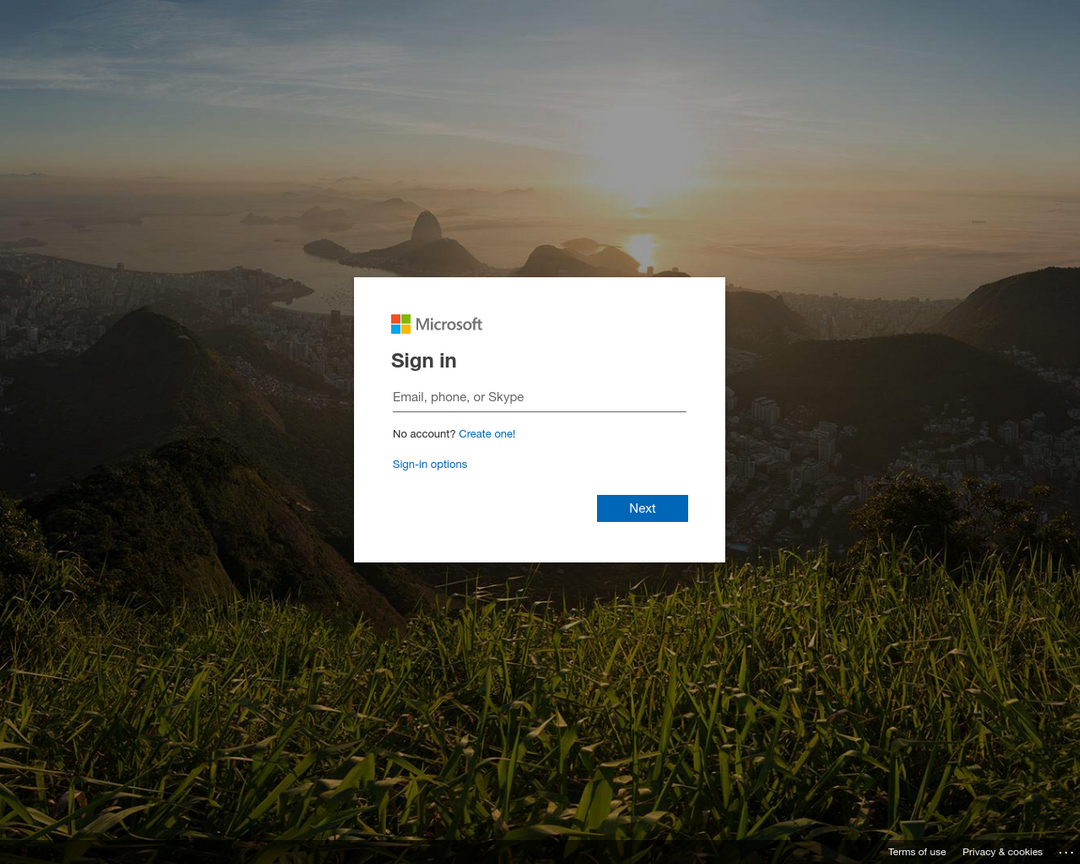 Microsoft
Sign in
Email, phone, or Skype
No account? Create one!
Sign-in options
Next
Terms of use Privacy & cookies ...